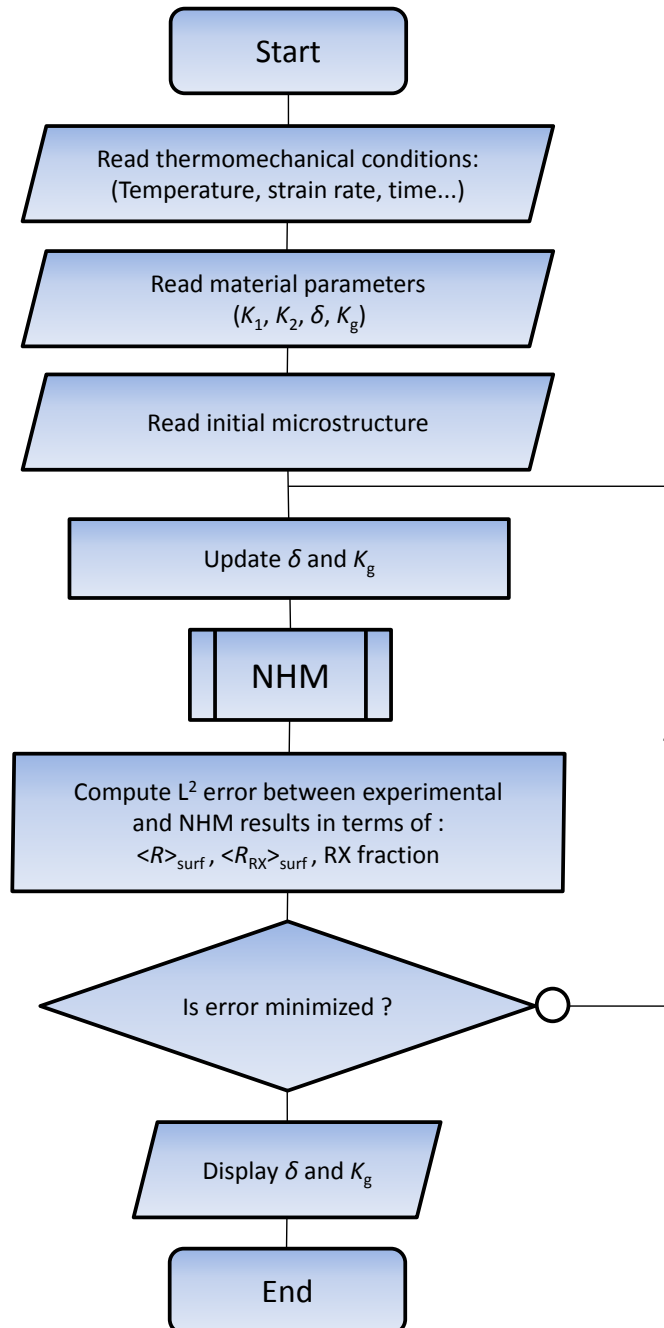 Start
Read thermomechanical conditions:
(Temperature, strain rate, time...)
Read material parameters
(K₁, K₂, δ, Kg)
Read initial microstructure
Update δ and Kg
NHM
Compute L² error between experimental
and NHM results in terms of :
<R>surf , <RRX>surf , RX fraction
Is error minimized ?
Display δ and Kg
End